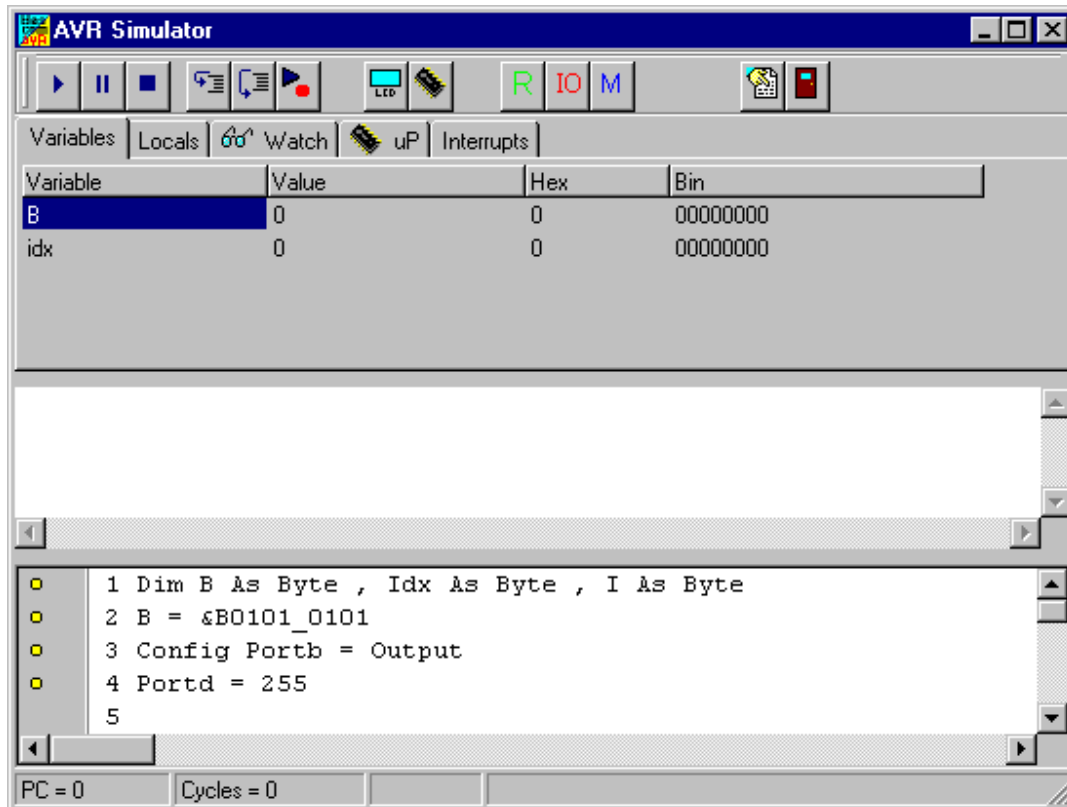 AVR Simulator
LCD R IO M
Variables Locals Watch uP Interrupts
Variable Value Hex Bin
B 0 0 00000000
idx 0 0 00000000
1 Dim B As Byte , Idx As Byte , I As Byte
2 B = &B0101_0101
3 Config Portb = Output
4 Portd = 255
5
PC = 0 Cycles = 0